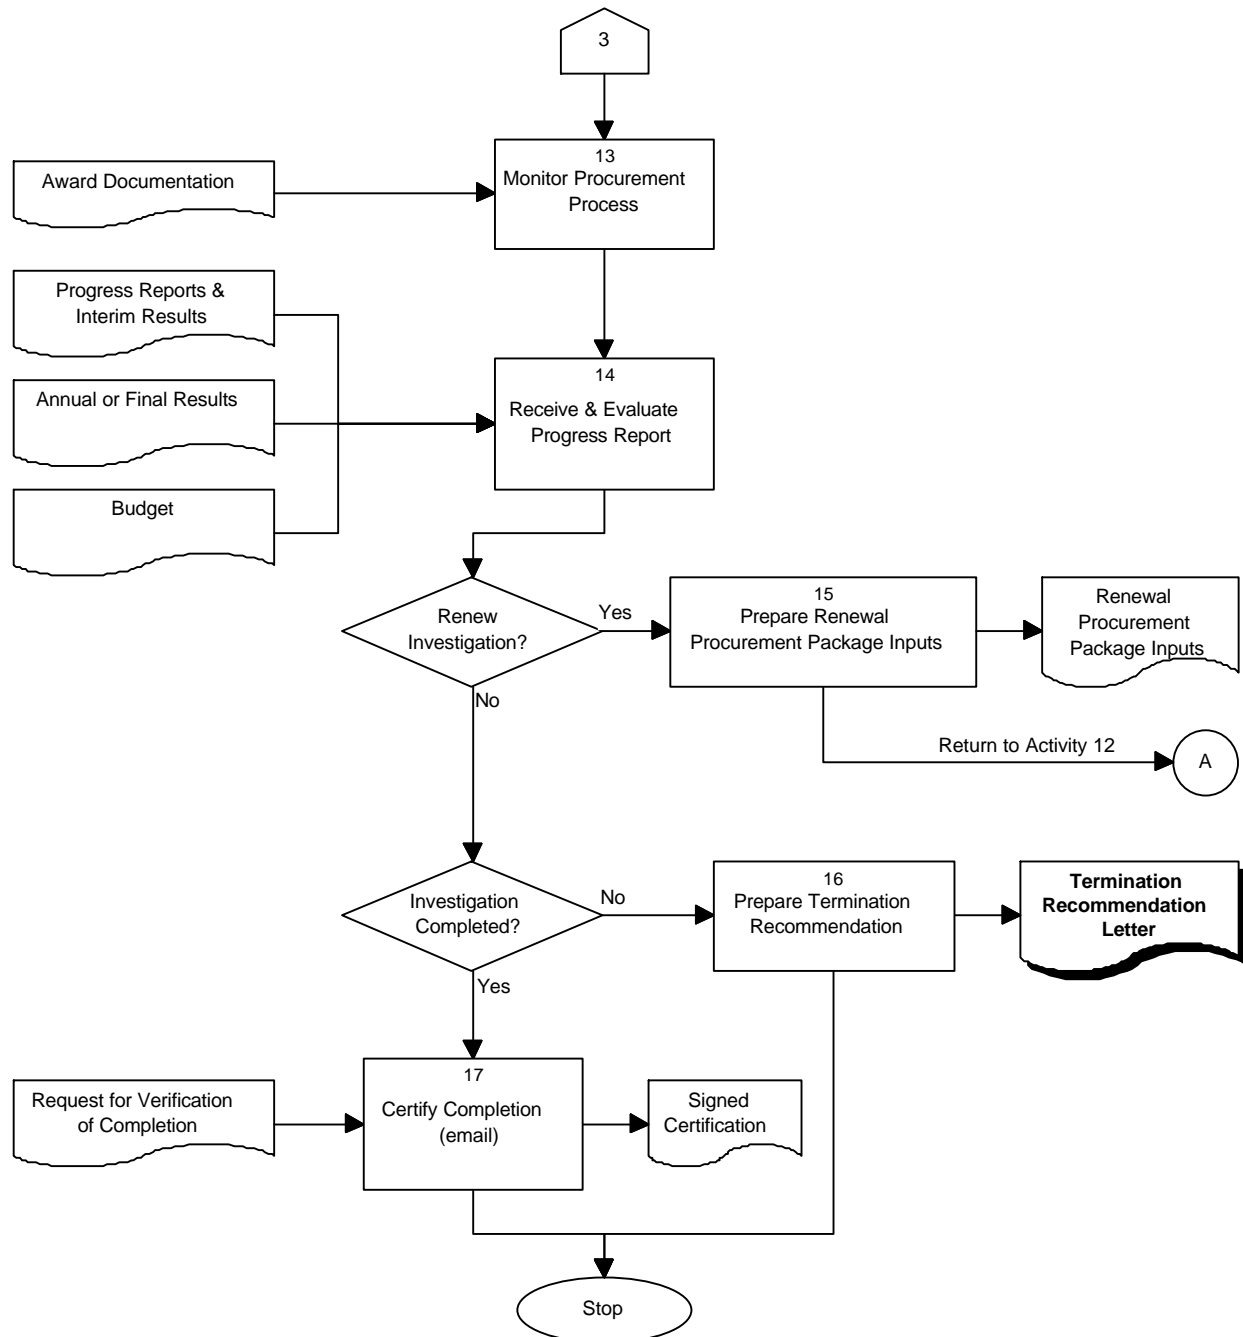 3
13
Monitor Procurement
Process
Award Documentation
Progress Reports &
Interim Results
14
Receive & Evaluate
Progress Report
Annual or Final Results
Budget
Renew
Investigation?
Yes
No
15
Prepare Renewal
Procurement Package Inputs
Renewal
Procurement
Package Inputs
Return to Activity 12
A
Investigation
Completed?
No
Yes
16
Prepare Termination
Recommendation
Termination
Recommendation
Letter
Request for Verification
of Completion
17
Certify Completion
(email)
Signed
Certification
Stop